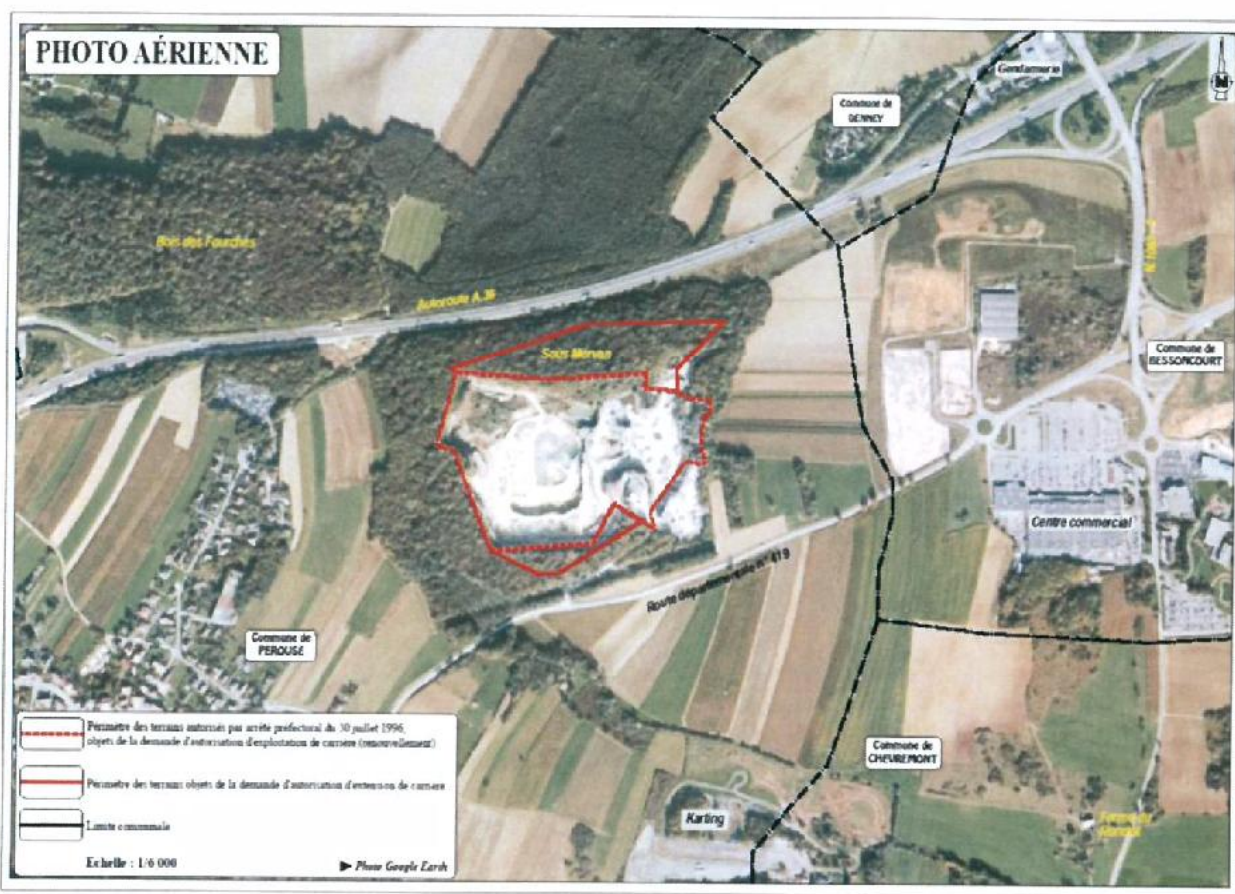 PHOTO AÉRIENNE
Gendarmerie
Commune de
DENNEY
Bois des Fourches
Autoroute A 36
Sous Mérvan
Commune de
BESSONCOURT
Centre commercial
Route départementale n° 419
Commune de
PEROUSE
Commune de
CHEVREMONT
Karting
Ferme du
N
Périmètre des terrains autorisés par arrêté préfectoral du 30 juillet 1996,
objets de la demande d'autorisation d'exploitation de carrière (renouvellement)
Périmètre des terrains objets de la demande d'autorisation d'extension de carrière
Limite communale
Echelle : 1/6 000
► Photo Google Earth